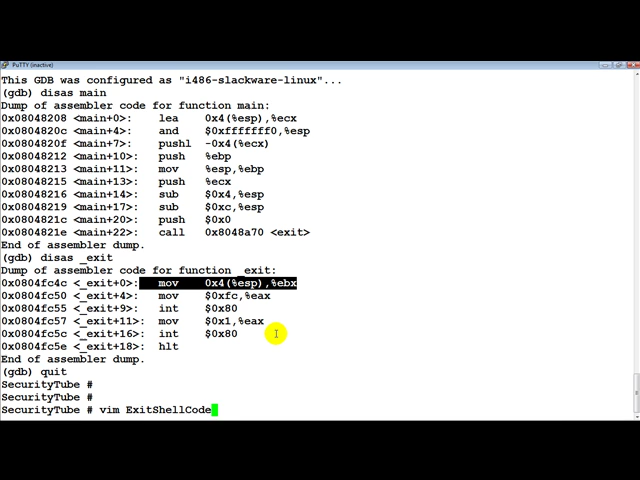 PuTTY (inactive)
This GDB was configured as "i486-slackware-linux"...
(gdb) disas main
Dump of assembler code for function main:
0x08048208 <main+0>:    lea    0x4(%esp),%ecx
0x0804820c <main+4>:    and    $0xfffffff0,%esp
0x0804820f <main+7>:    pushl  -0x4(%ecx)
0x08048212 <main+10>:   push   %ebp
0x08048213 <main+11>:   mov    %esp,%ebp
0x08048215 <main+13>:   push   %ecx
0x08048216 <main+14>:   sub    $0x4,%esp
0x08048219 <main+17>:   sub    $0xc,%esp
0x0804821c <main+20>:   push   $0x0
0x0804821e <main+22>:   call   0x8048a70 <exit>
End of assembler dump.
(gdb) disas _exit
Dump of assembler code for function _exit:
0x0804fc4c <_exit+0>:   mov    0x4(%esp),%ebx
0x0804fc50 <_exit+4>:   mov    $0xfc,%eax
0x0804fc55 <_exit+9>:   int    $0x80
0x0804fc57 <_exit+11>:  mov    $0x1,%eax
0x0804fc5c <_exit+16>:  int    $0x80
0x0804fc5e <_exit+18>:  hlt
End of assembler dump.
(gdb) quit
SecurityTube #
SecurityTube #
SecurityTube # vim ExitShellCode